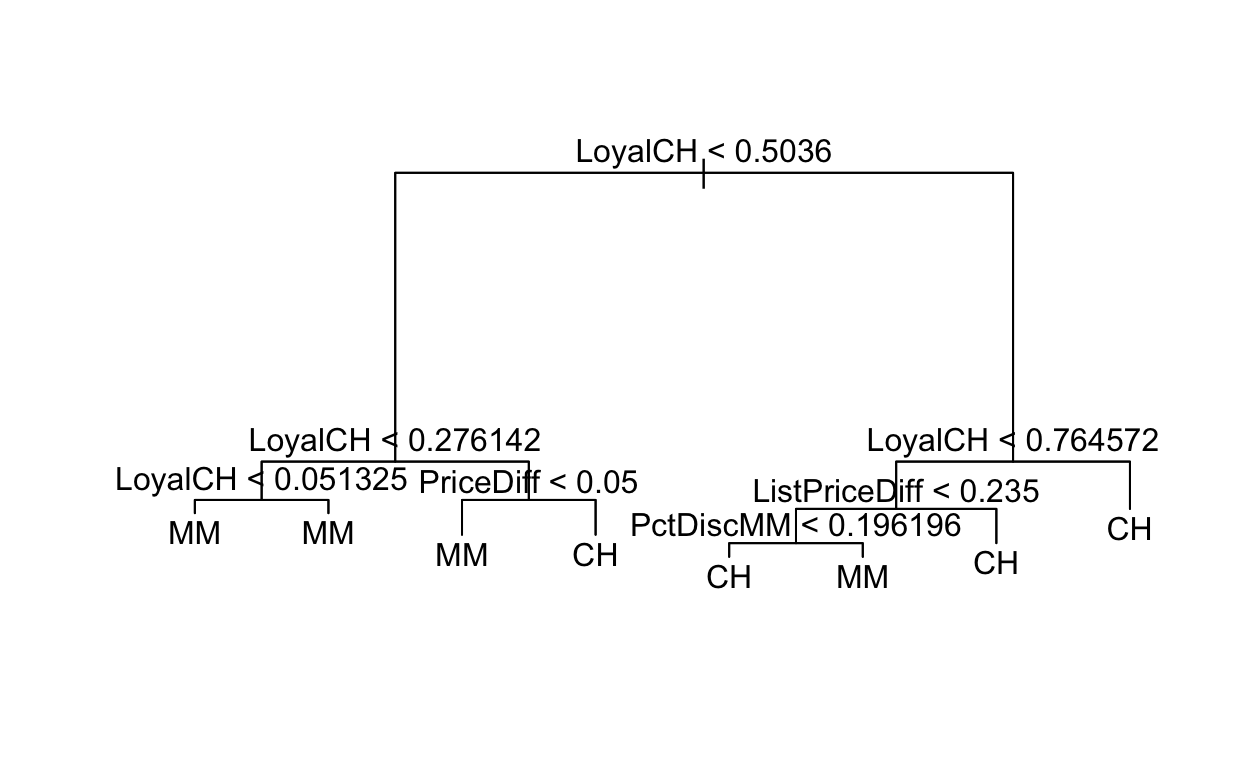 LoyalCH < 0.5036
LoyalCH < 0.276142
LoyalCH < 0.764572
LoyalCH < 0.051325
PriceDiff < 0.05
ListPriceDiff < 0.235
MM
MM
MM
CH
PctDiscMM < 0.196196
CH
MM
CH
CH